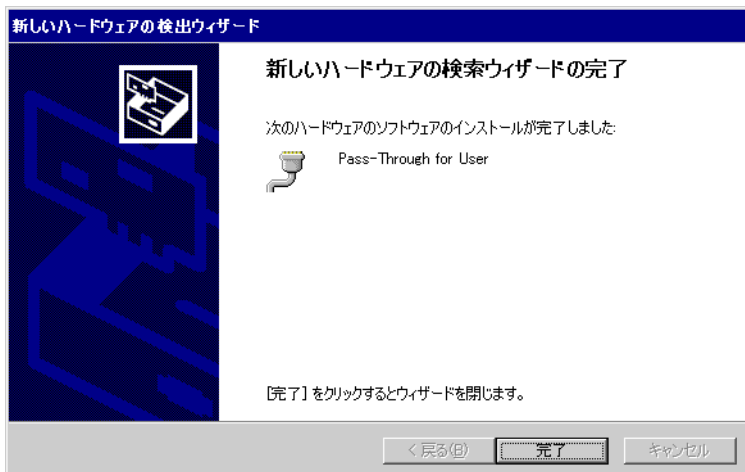 新しいハードウェアの検出ウィザード
新しいハードウェアの検索ウィザードの完了
次のハードウェアのソフトウェアのインストールが完了しました:
Pass-Through for User
[完了] をクリックするとウィザードを閉じます。
< 戻る(B)
完了
キャンセル